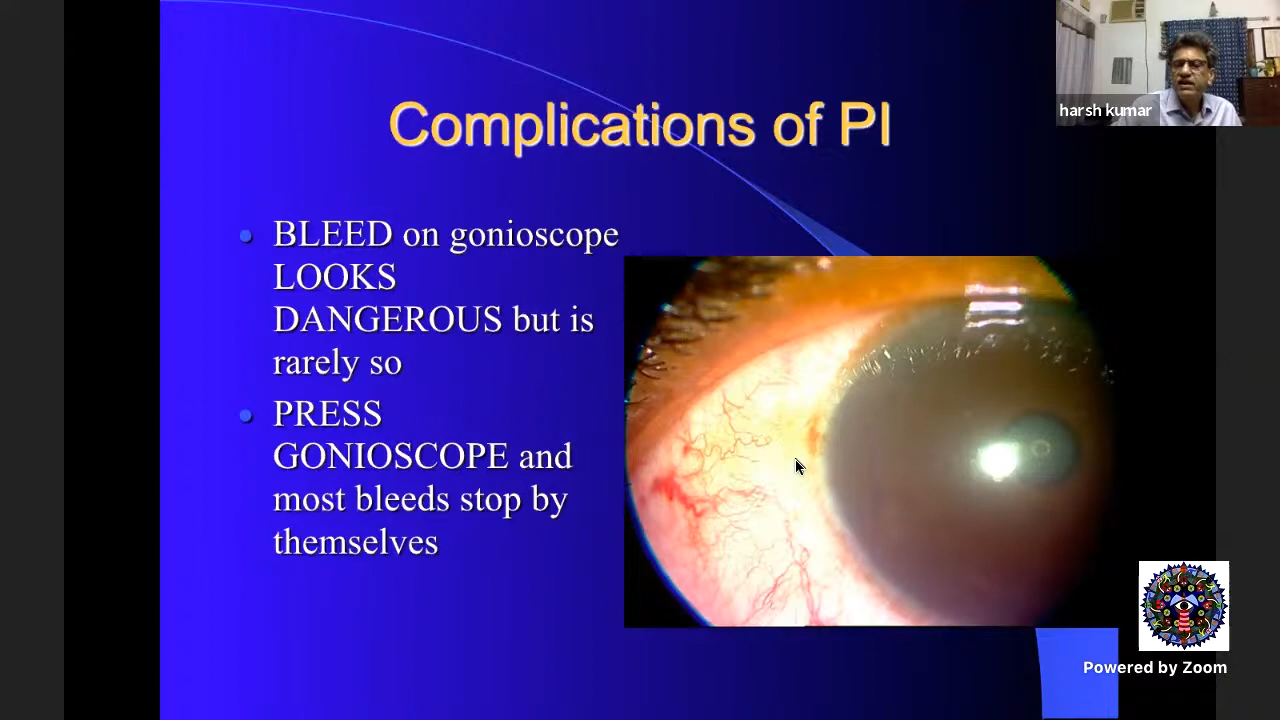 Complications of PI
harsh kumar
BLEED on gonioscope
LOOKS
DANGEROUS but is
rarely so
PRESS
GONIOSCOPE and
most bleeds stop by
themselves
Powered by Zoom